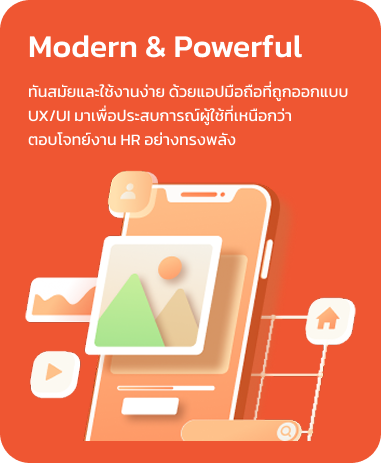 Modern & Powerful
ทันสมัยและใช้งานง่าย ด้วยแอปมือถือที่ถูกออกแบบ
UX/UI มาเพื่อประสบการณ์ผู้ใช้ที่เหนือกว่า
ตอบโจทย์งาน HR อย่างทรงพลัง